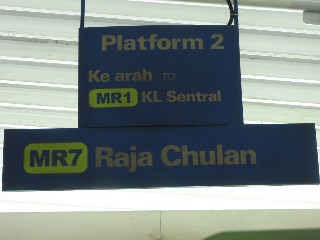 Platform 2
Ke arah TO
MR1 KL Sentral
MR7 Raja Chulan